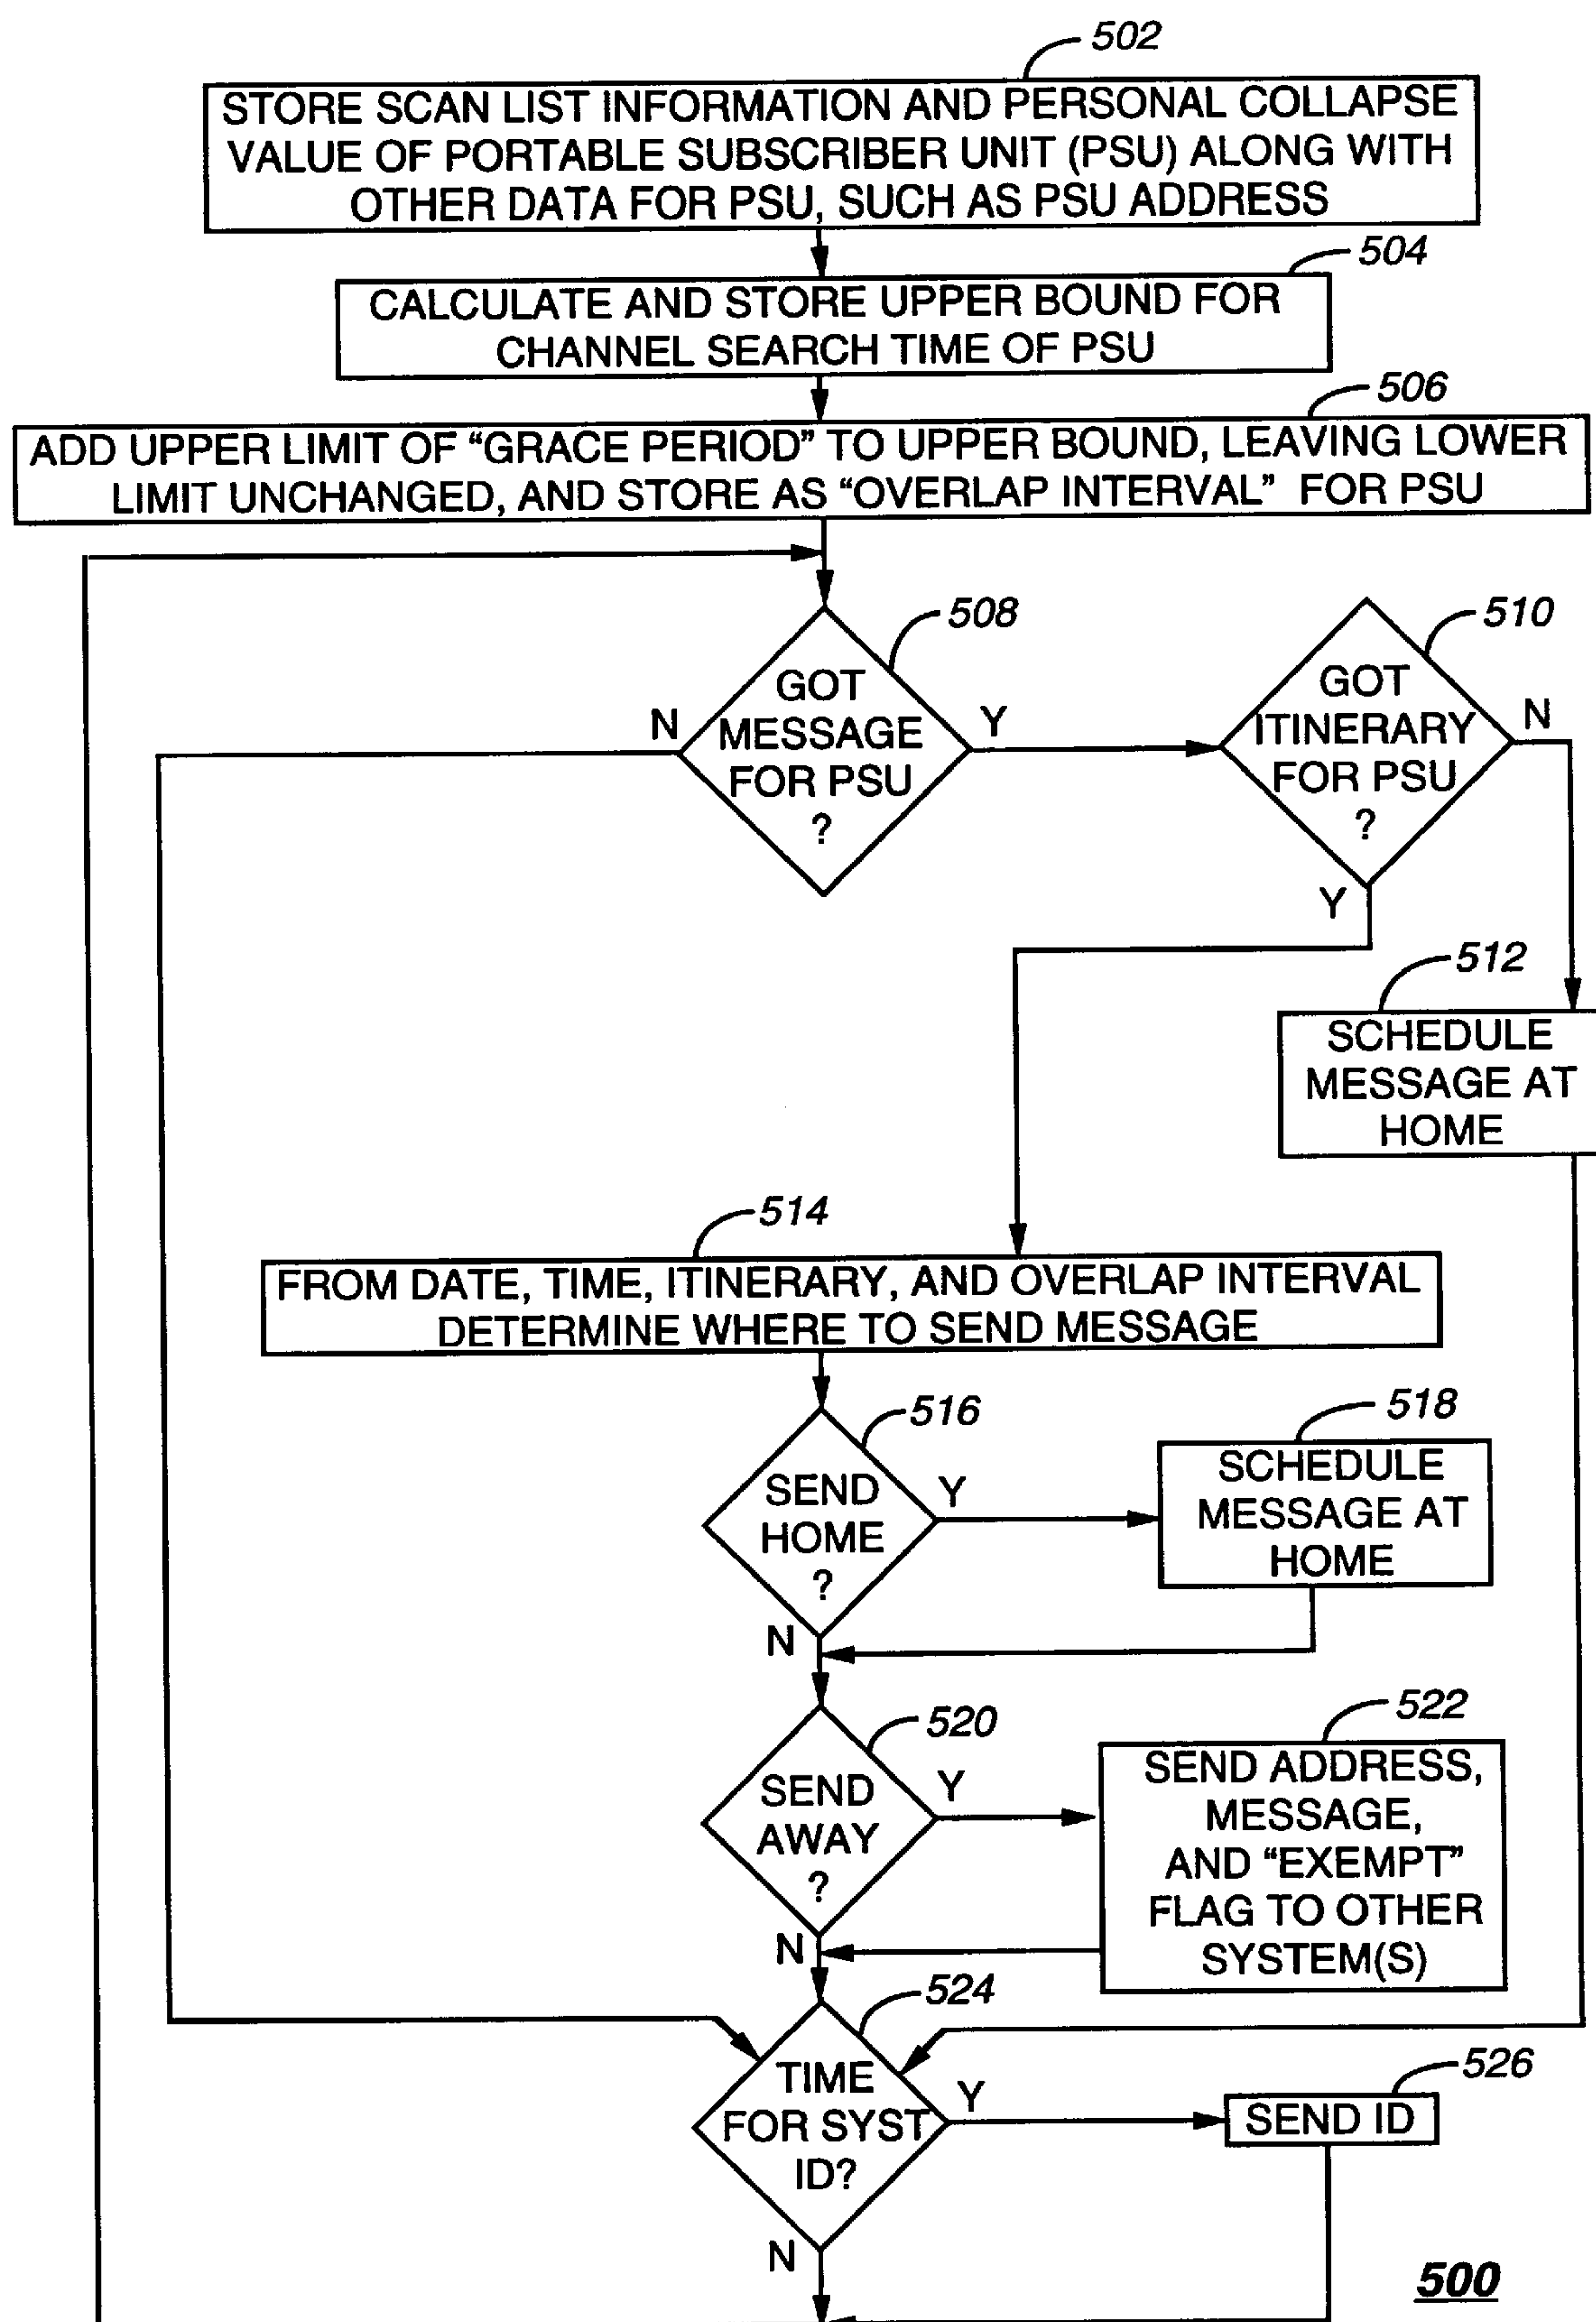 502
STORE SCAN LIST INFORMATION AND PERSONAL COLLAPSE
VALUE OF PORTABLE SUBSCRIBER UNIT (PSU) ALONG WITH
OTHER DATA FOR PSU, SUCH AS PSU ADDRESS
504
CALCULATE AND STORE UPPER BOUND FOR
CHANNEL SEARCH TIME OF PSU
506
ADD UPPER LIMIT OF “GRACE PERIOD” TO UPPER BOUND, LEAVING LOWER
LIMIT UNCHANGED, AND STORE AS “OVERLAP INTERVAL” FOR PSU
508
GOT
MESSAGE
FOR PSU
?
N
Y
510
GOT
ITINERARY
FOR PSU
?
N
Y
512
SCHEDULE
MESSAGE AT
HOME
514
FROM DATE, TIME, ITINERARY, AND OVERLAP INTERVAL
DETERMINE WHERE TO SEND MESSAGE
516
SEND
HOME
?
Y
N
518
SCHEDULE
MESSAGE AT
HOME
520
SEND
AWAY
?
Y
N
522
SEND ADDRESS,
MESSAGE,
AND “EXEMPT”
FLAG TO OTHER
SYSTEM(S)
524
TIME
FOR SYST
ID?
Y
N
526
SEND ID
500